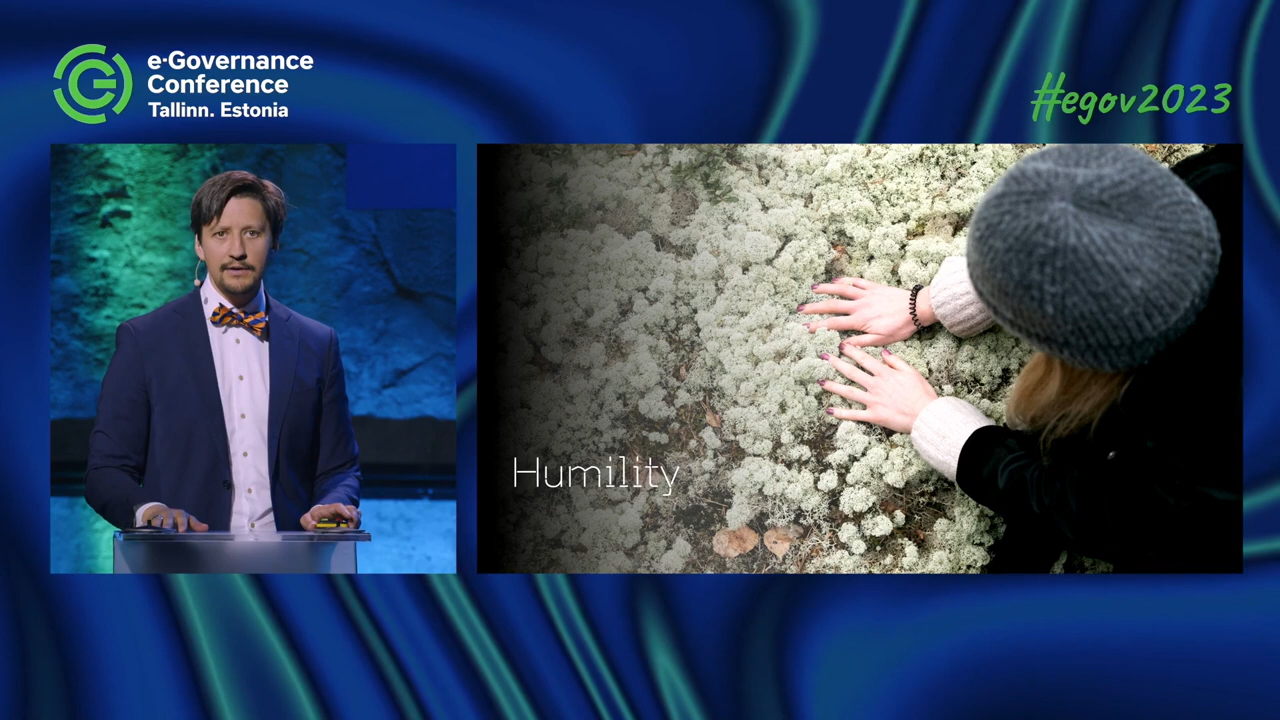 e-Governance
Conference
Tallinn. Estonia
#egov2023
Humility